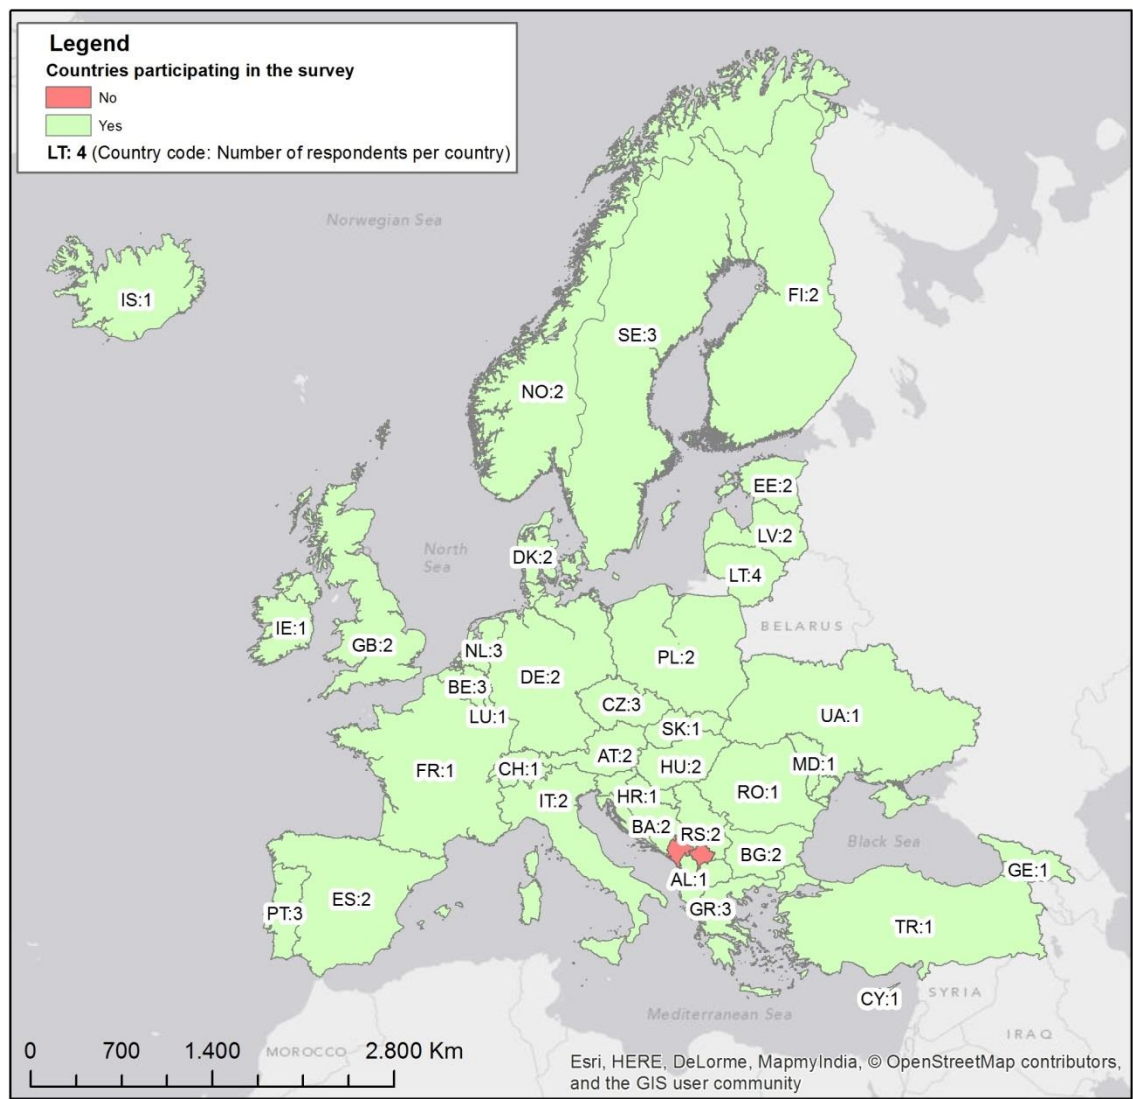 Legend
Countries participating in the survey
No
Yes
LT: 4 (Country code: Number of respondents per country)
Norwegian Sea
IS:1
FI:2
SE:3
NO:2
EE:2
LV:2
North
Sea
DK:2
LT:4
BELARUS
IE:1
GB:2
NL:3
PL:2
DE:2
BE:3
CZ:3
LU:1
UA:1
SK:1
AT:2
MD:1
CH:1
HU:2
FR:1
RO:1
HR:1
IT:2
BA:2
RS:2
Black Sea
BG:2
GE:1
AL:1
ES:2
GR:3
PT:3
TR:1
SYRIA
CY:1
Mediterranean Sea
IRAQ
MOROCCO
0 700 1.400 2.800 Km
Esri, HERE, DeLorme, MapmyIndia, © OpenStreetMap contributors,
and the GIS user community